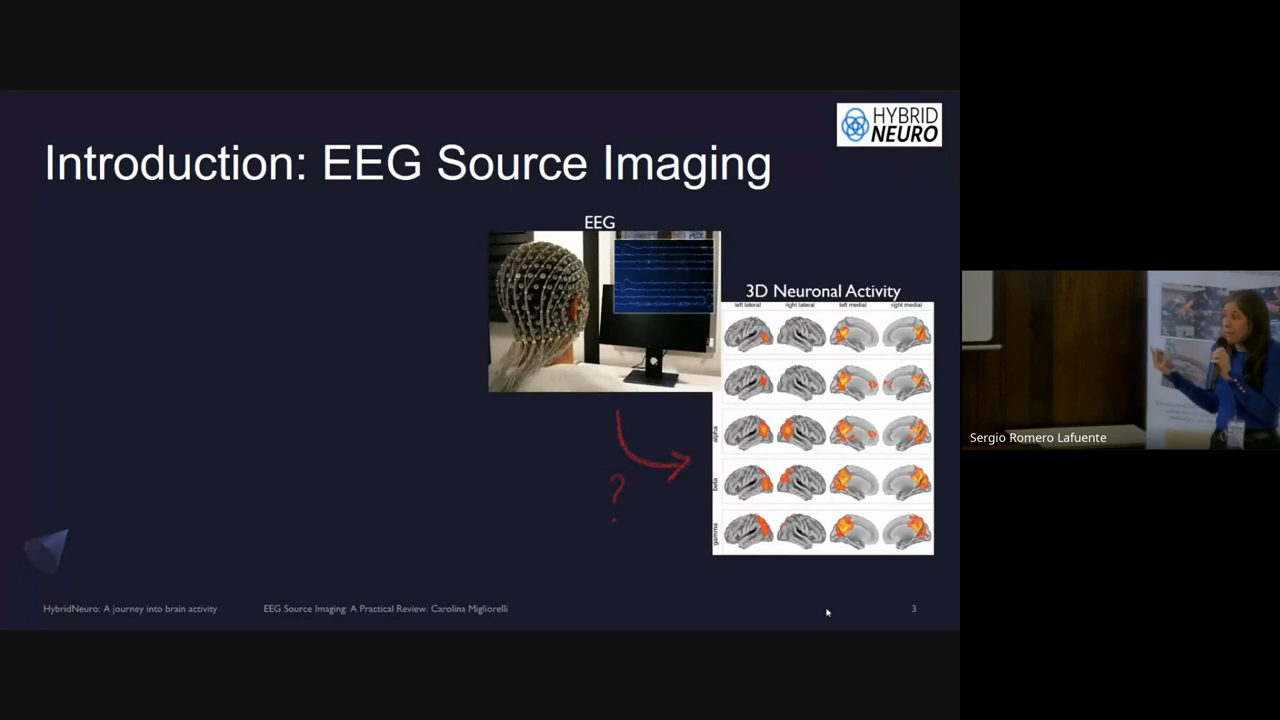 HYBRID
NEURO
Introduction: EEG Source Imaging
EEG
3D Neuronal Activity
left lateral right lateral left medial right medial
alpha
beta
gamma
?
HybridNeuro: A journey into brain activity EEG Source Imaging: A Practical Review. Carolina Migliorelli 3
Sergio Romero Lafuente